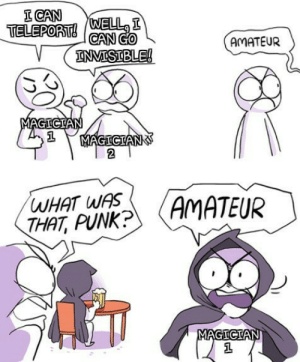 I CAN
TELEPORT!
WELL, I
CAN GO
INVISIBLE!
MAGICIAN
1
MAGICIAN
2
AMATEUR
WHAT WAS
THAT, PUNK?
AMATEUR
MAGICIAN
1